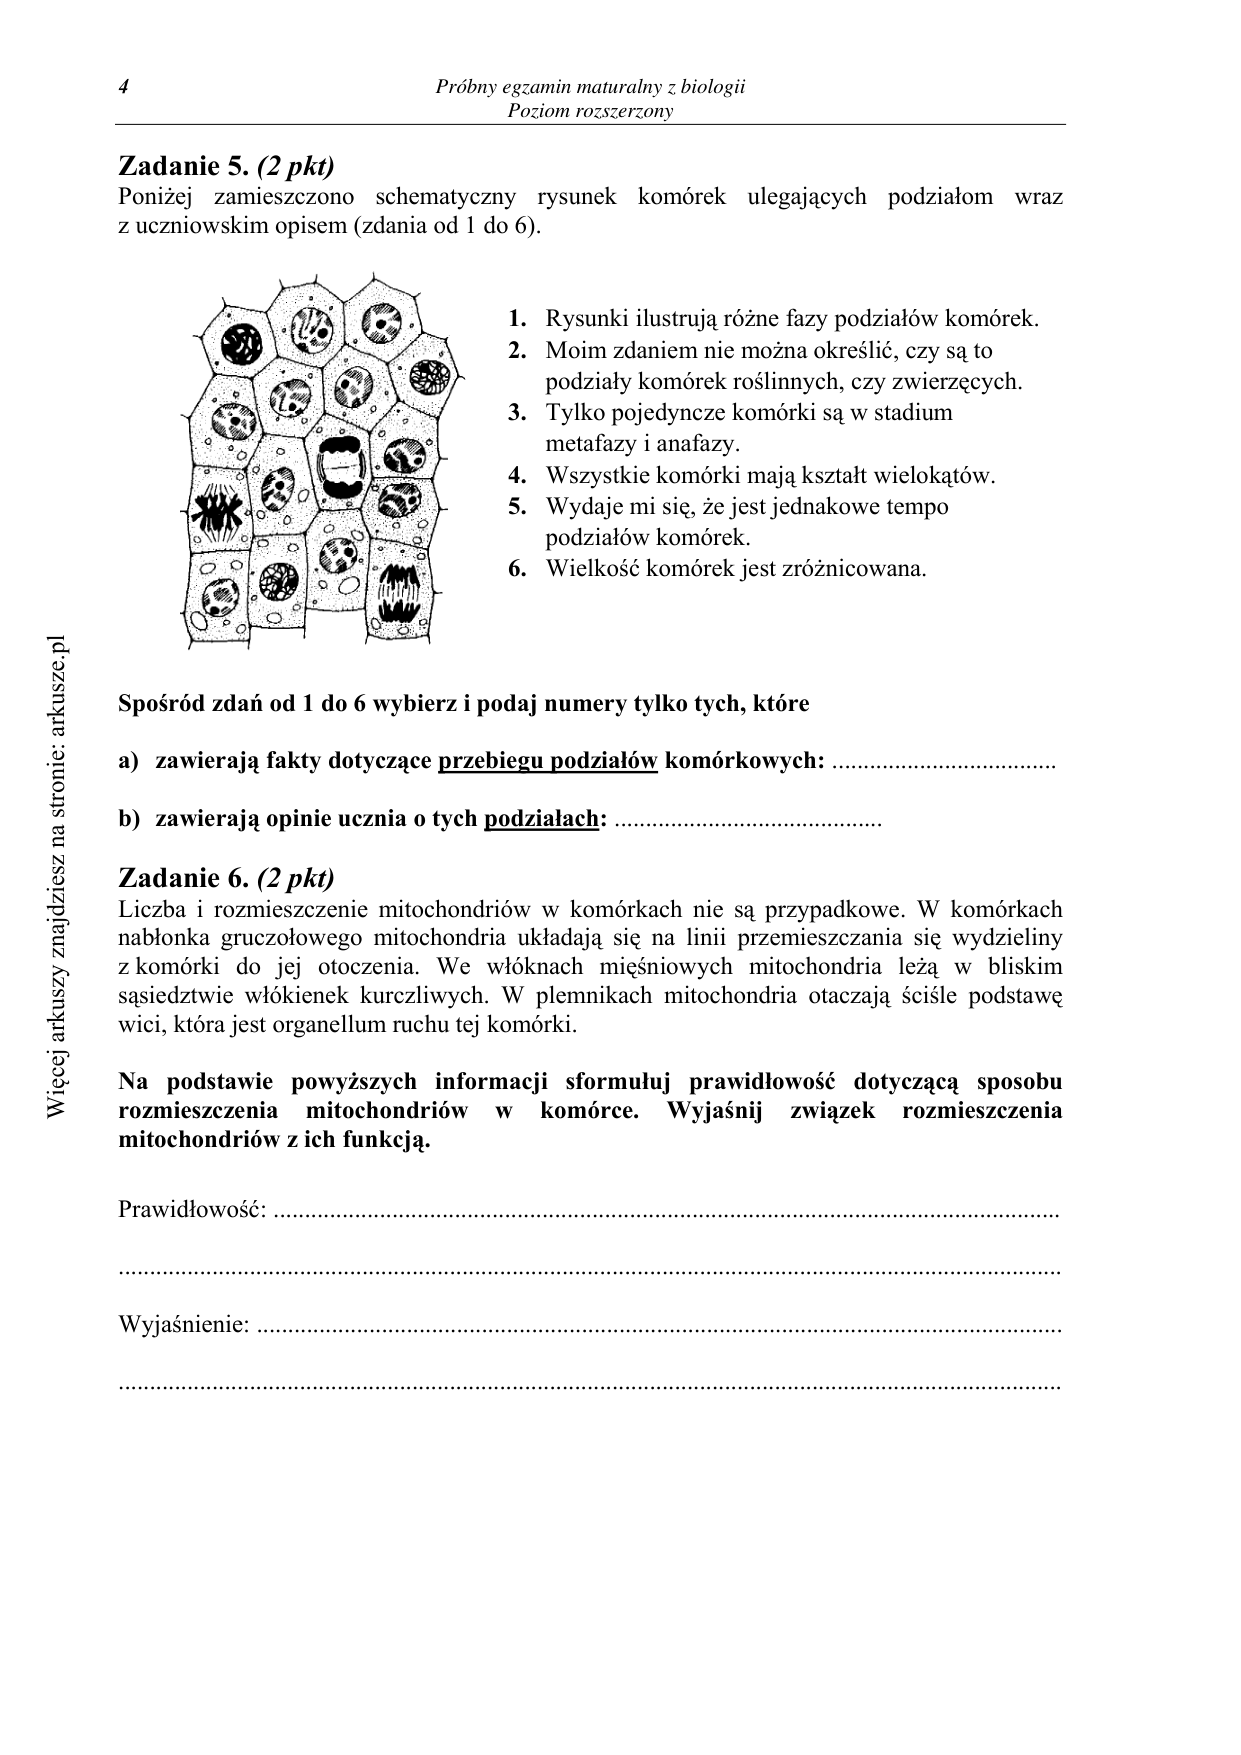 4
Próbny egzamin maturalny z biologii
Poziom rozszerzony
Zadanie 5. (2 pkt)
Poniżej zamieszczono schematyczny rysunek komórek ulegających podziałom wraz
z uczniowskim opisem (zdania od 1 do 6).
1. Rysunki ilustrują różne fazy podziałów komórek.
2. Moim zdaniem nie można określić, czy są to
podziały komórek roślinnych, czy zwierzęcych.
3. Tylko pojedyncze komórki są w stadium
metafazy i anafazy.
4. Wszystkie komórki mają kształt wielokątów.
5. Wydaje mi się, że jest jednakowe tempo
podziałów komórek.
6. Wielkość komórek jest zróżnicowana.
Spośród zdań od 1 do 6 wybierz i podaj numery tylko tych, które
a) zawierają fakty dotyczące przebiegu podziałów komórkowych: ....................................
b) zawierają opinie ucznia o tych podziałach: ...........................................
Zadanie 6. (2 pkt)
Liczba i rozmieszczenie mitochondriów w komórkach nie są przypadkowe. W komórkach
nabłonka gruczołowego mitochondria układają się na linii przemieszczania się wydzieliny
z komórki do jej otoczenia. We włóknach mięśniowych mitochondria leżą w bliskim
sąsiedztwie włókienek kurczliwych. W plemnikach mitochondria otaczają ściśle podstawę
wici, która jest organellum ruchu tej komórki.
Na podstawie powyższych informacji sformułuj prawidłowość dotyczącą sposobu
rozmieszczenia mitochondriów w komórce. Wyjaśnij związek rozmieszczenia
mitochondriów z ich funkcją.
Prawidłowość: ..............................................................................................................................
.......................................................................................................................................................
Wyjaśnienie: .................................................................................................................................
.......................................................................................................................................................
Więcej arkuszy znajdziesz na stronie: arkusze.pl